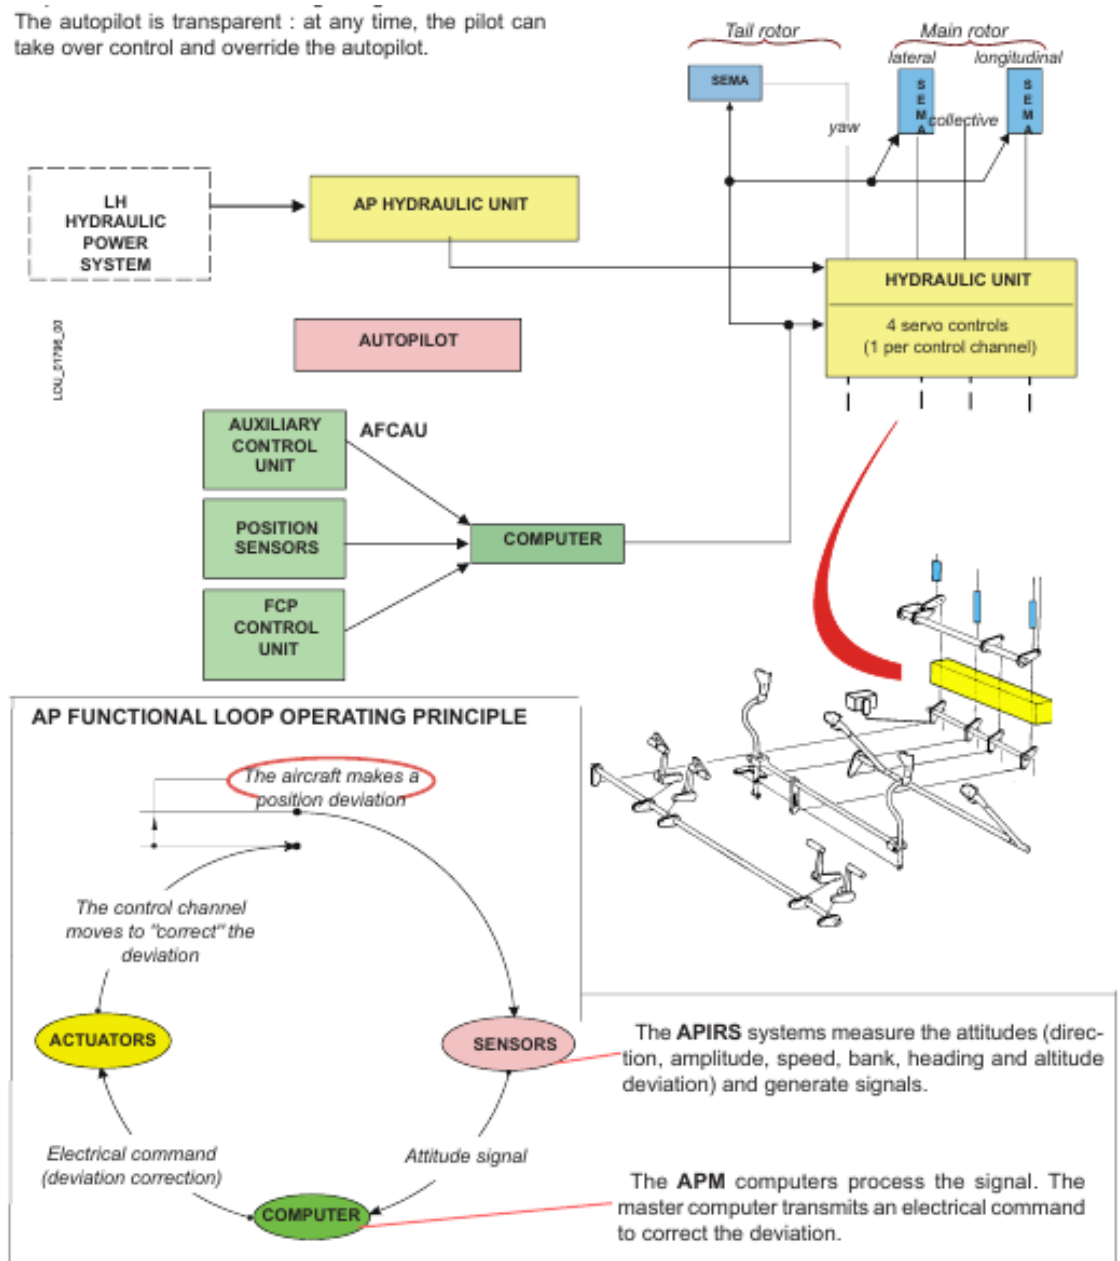 The autopilot is transparent : at any time, the pilot can
take over control and override the autopilot.
Tail rotor
Main rotor
lateral
longitudinal
SEMA
SEMA
SEMA
yaw
collective
LH
HYDRAULIC
POWER
SYSTEM
AP HYDRAULIC UNIT
HYDRAULIC UNIT
4 servo controls
(1 per control channel)
LOU_01796_00
AUTOPILOT
AUXILIARY
CONTROL
UNIT
AFCAU
POSITION
SENSORS
COMPUTER
FCP
CONTROL
UNIT
AP FUNCTIONAL LOOP OPERATING PRINCIPLE
The aircraft makes a
position deviation
The control channel
moves to "correct" the
deviation
ACTUATORS
SENSORS
Electrical command
(deviation correction)
Attitude signal
COMPUTER
The APIRS systems measure the attitudes (direc-
tion, amplitude, speed, bank, heading and altitude
deviation) and generate signals.
The APM computers process the signal. The
master computer transmits an electrical command
to correct the deviation.